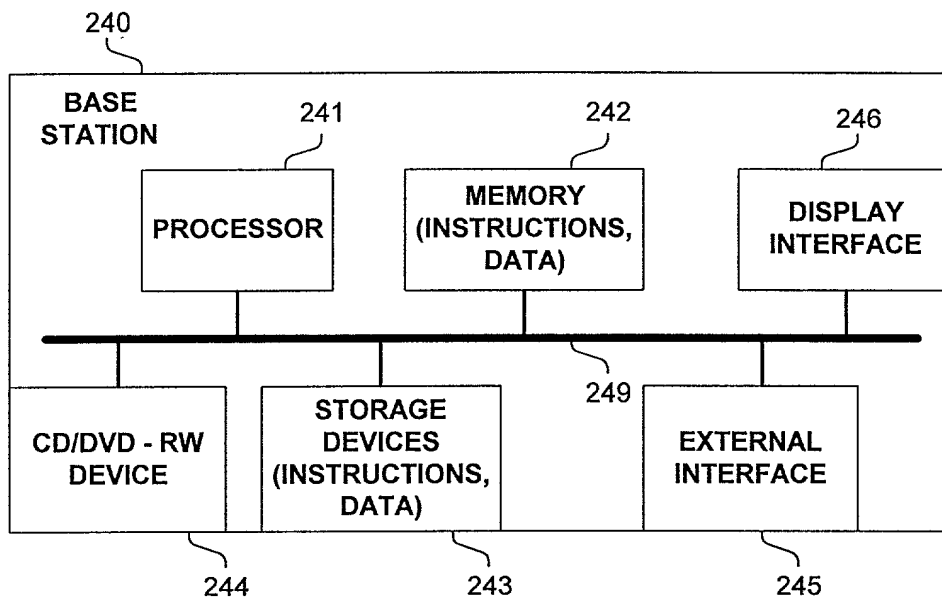 240
BASE
STATION
241
242
246
PROCESSOR
MEMORY
(INSTRUCTIONS,
DATA)
DISPLAY
INTERFACE
249
CD/DVD - RW
DEVICE
STORAGE
DEVICES
(INSTRUCTIONS,
DATA)
EXTERNAL
INTERFACE
244
243
245